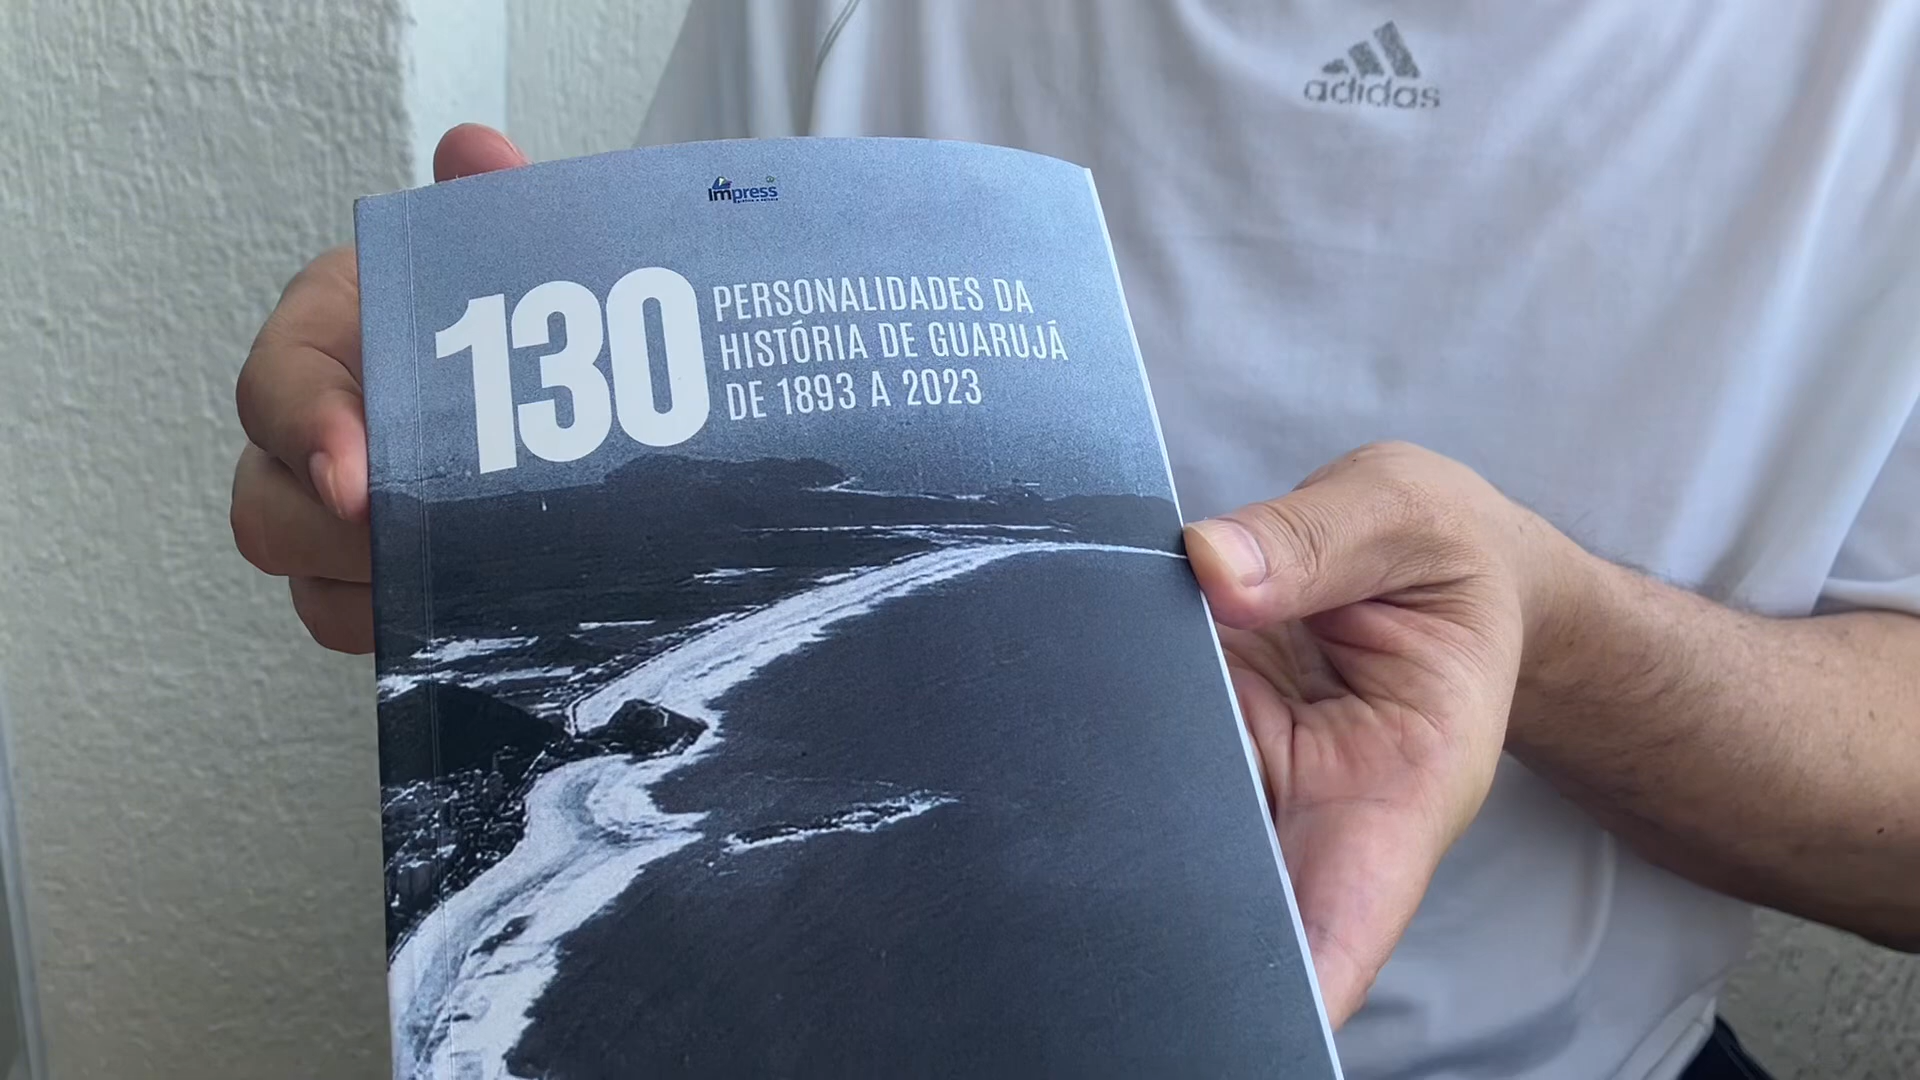 adidas
Impress
130 PERSONALIDADES DA
HISTÓRIA DE GUARUJÁ
DE 1893 A 2023